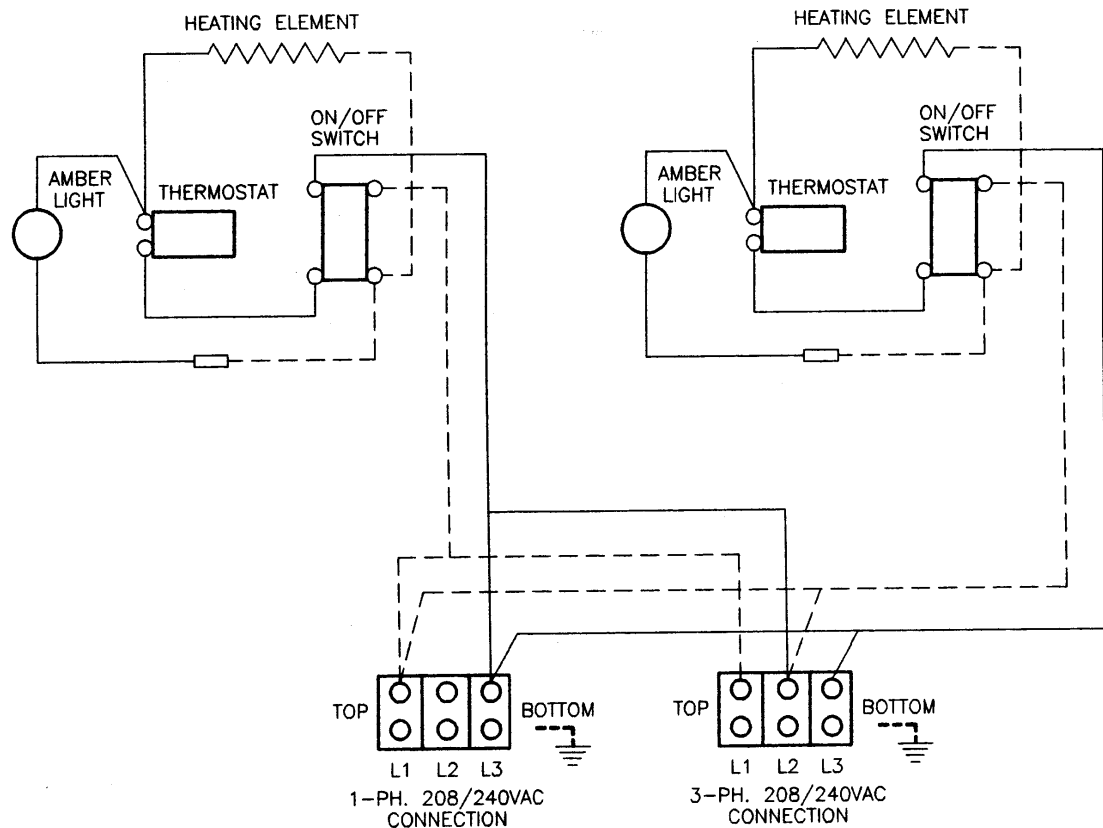 HEATING ELEMENT
ON/OFF
SWITCH
AMBER
LIGHT
THERMOSTAT
HEATING ELEMENT
ON/OFF
SWITCH
AMBER
LIGHT
THERMOSTAT
TOP
BOTTOM
L1 L2 L3
1-PH. 208/240VAC
CONNECTION
TOP
BOTTOM
L1 L2 L3
3-PH. 208/240VAC
CONNECTION